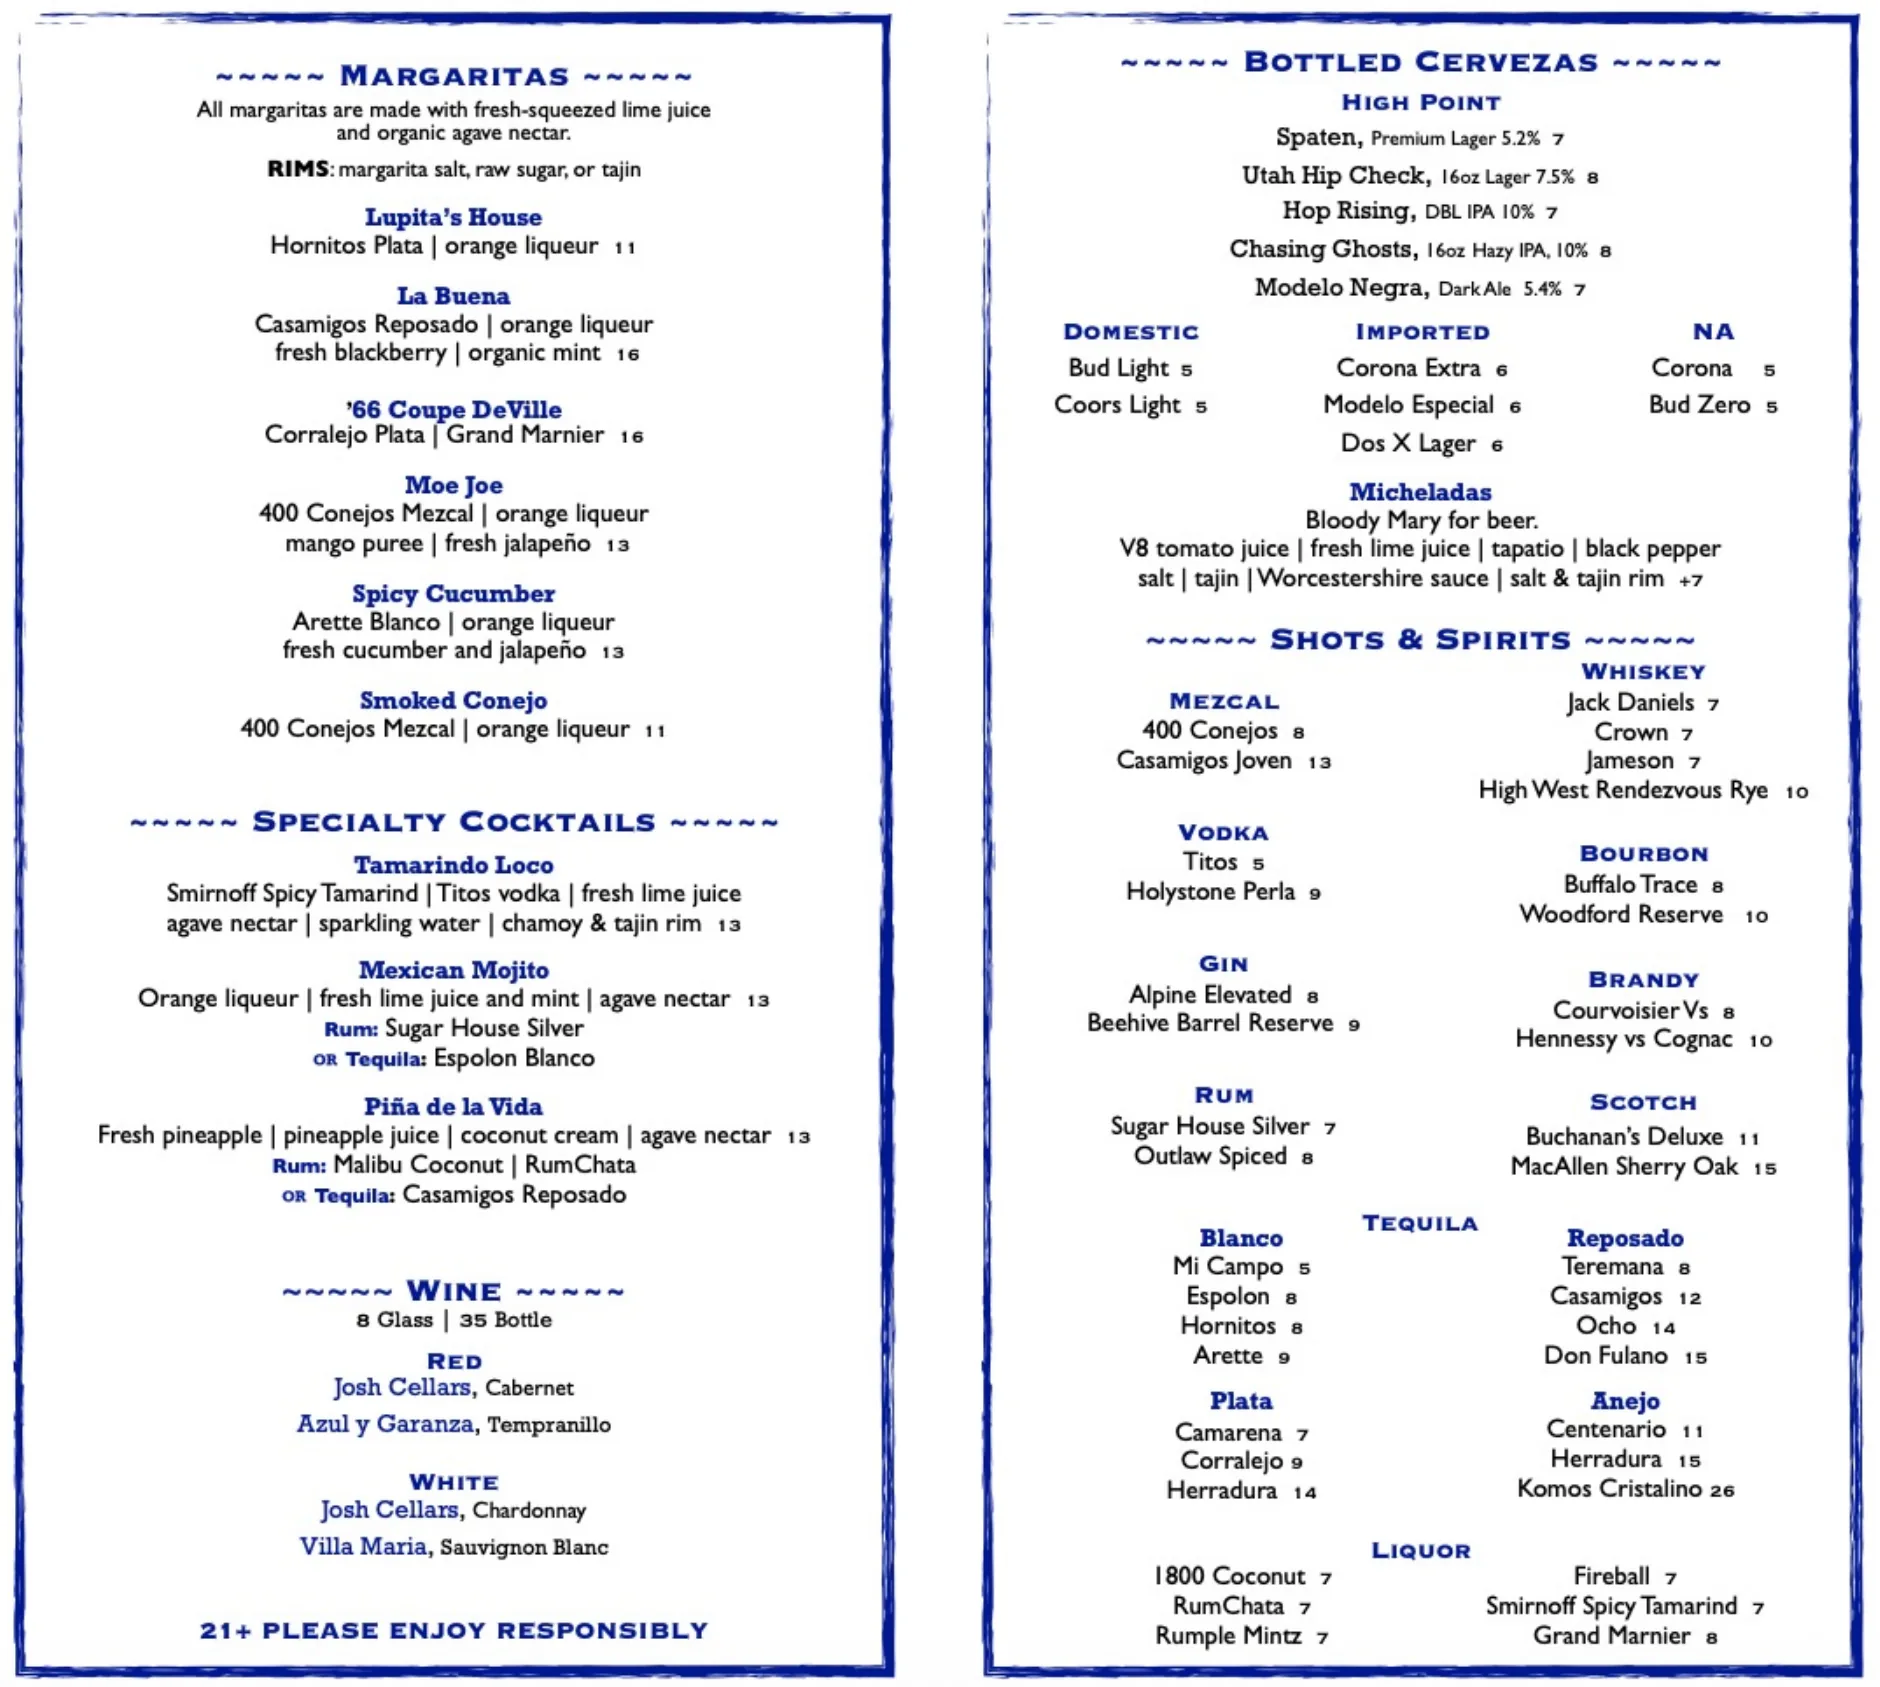 ~~~~~ MARGARITAS ~~~~~
All margaritas are made with fresh-squeezed lime juice
and organic agave nectar.
RIMS: margarita salt, raw sugar, or tajin
Lupita's House
Hornitos Plata | orange liqueur 11
La Buena
Casamigos Reposado | orange liqueur
fresh blackberry | organic mint 16
'66 Coupe DeVille
Corralejo Plata | Grand Marnier 16
Moe Joe
400 Conejos Mezcal | orange liqueur
mango puree | fresh jalapeño 13
Spicy Cucumber
Arette Blanco | orange liqueur
fresh cucumber and jalapeño 13
Smoked Conejo
400 Conejos Mezcal | orange liqueur 11
~~~~~ SPECIALTY COCKTAILS ~~~~~
Tamarindo Loco
Smirnoff Spicy Tamarind | Titos vodka | fresh lime juice
agave nectar | sparkling water | chamoy & tajin rim 13
Mexican Mojito
Orange liqueur | fresh lime juice and mint | agave nectar 13
Rum: Sugar House Silver
OR Tequila: Espolon Blanco
Piña de la Vida
Fresh pineapple | pineapple juice | coconut cream | agave nectar 13
Rum: Malibu Coconut | RumChata
OR Tequila: Casamigos Reposado
~~~~~ WINE ~~~~~
8 Glass | 35 Bottle
RED
Josh Cellars, Cabernet
Azul y Garanza, Tempranillo
WHITE
Josh Cellars, Chardonnay
Villa Maria, Sauvignon Blanc
21+ PLEASE ENJOY RESPONSIBLY
~~~~~ BOTTLED CERVEZAS ~~~~~
HIGH POINT
Spaten, Premium Lager 5.2% 7
Utah Hip Check, 16oz Lager 7.5% 8
Hop Rising, DBL IPA 10% 7
Chasing Ghosts, 16oz Hazy IPA, 10% 8
Modelo Negra, Dark Ale 5.4% 7
DOMESTIC
Bud Light 5
Coors Light 5
IMPORTED
Corona Extra 6
Modelo Especial 6
Dos X Lager 6
NA
Corona 5
Bud Zero 5
Micheladas
Bloody Mary for beer.
V8 tomato juice | fresh lime juice | tapatio | black pepper
salt | tajin | Worcestershire sauce | salt & tajin rim +7
~~~~~ SHOTS & SPIRITS ~~~~~
MEZCAL
400 Conejos 8
Casamigos Joven 13
VODKA
Titos 5
Holystone Perla 9
GIN
Alpine Elevated 8
Beehive Barrel Reserve 9
RUM
Sugar House Silver 7
Outlaw Spiced 8
WHISKEY
Jack Daniels 7
Crown 7
Jameson 7
High West Rendezvous Rye 10
BOURBON
Buffalo Trace 8
Woodford Reserve 10
BRANDY
Courvoisier Vs 8
Hennessy vs Cognac 10
SCOTCH
Buchanan's Deluxe 11
MacAllen Sherry Oak 15
TEQUILA
Blanco
Mi Campo 5
Espolon 8
Hornitos 8
Arette 9
Plata
Camarena 7
Corralejo 9
Herradura 14
Reposado
Teremana 8
Casamigos 12
Ocho 14
Don Fulano 15
Anejo
Centenario 11
Herradura 15
Komos Cristalino 26
LIQUOR
1800 Coconut 7
RumChata 7
Rumple Mintz 7
Fireball 7
Smirnoff Spicy Tamarind 7
Grand Marnier 8